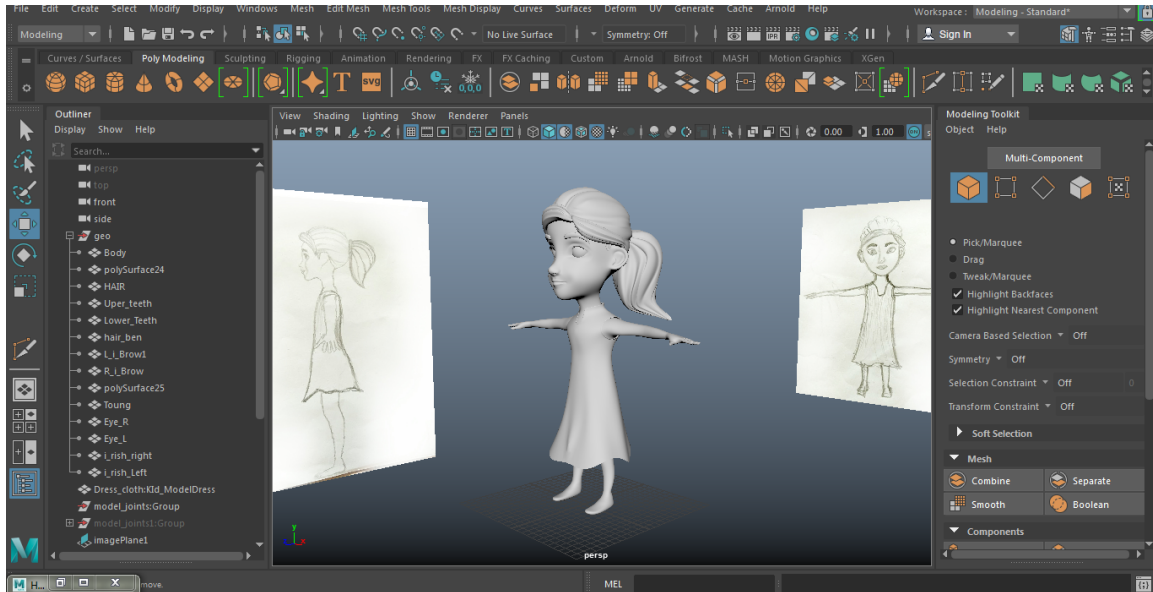 File Edit Create Select Modify Display Windows Mesh Edit Mesh Mesh Tools Mesh Display Curves Surfaces Deform UV Generate Cache Arnold Help Workspace: Modeling - Standard*
Modeling No Live Surface Symmetry: Off Sign In
Curves / Surfaces Poly Modeling Sculpting Rigging Animation Rendering FX FX Caching Custom Arnold Bifrost MASH Motion Graphics XGen
T SVG 0,0,0
Outliner
Display Show Help
Search...
persp
top
front
side
geo
Body
polySurface24
HAIR
Uper_teeth
Lower_Teeth
hair_ben
L_i_Brow1
R_i_Brow
polySurface25
Toung
Eye_R
Eye_L
i_rish_right
i_rish_Left
Dress_cloth:KId_ModelDress
model_joints:Group
model_joints1:Group
imagePlane1
View Shading Lighting Show Renderer Panels
0.00 1.00
y
persp
Modeling Toolkit
Object Help
Multi-Component
Pick/Marquee
Drag
Tweak/Marquee
Highlight Backfaces
Highlight Nearest Component
Camera Based Selection Off
Symmetry Off
Selection Constraint Off 0
Transform Constraint Off
Soft Selection
Mesh
Combine Separate
Smooth Boolean
Components
M H... X move. MEL